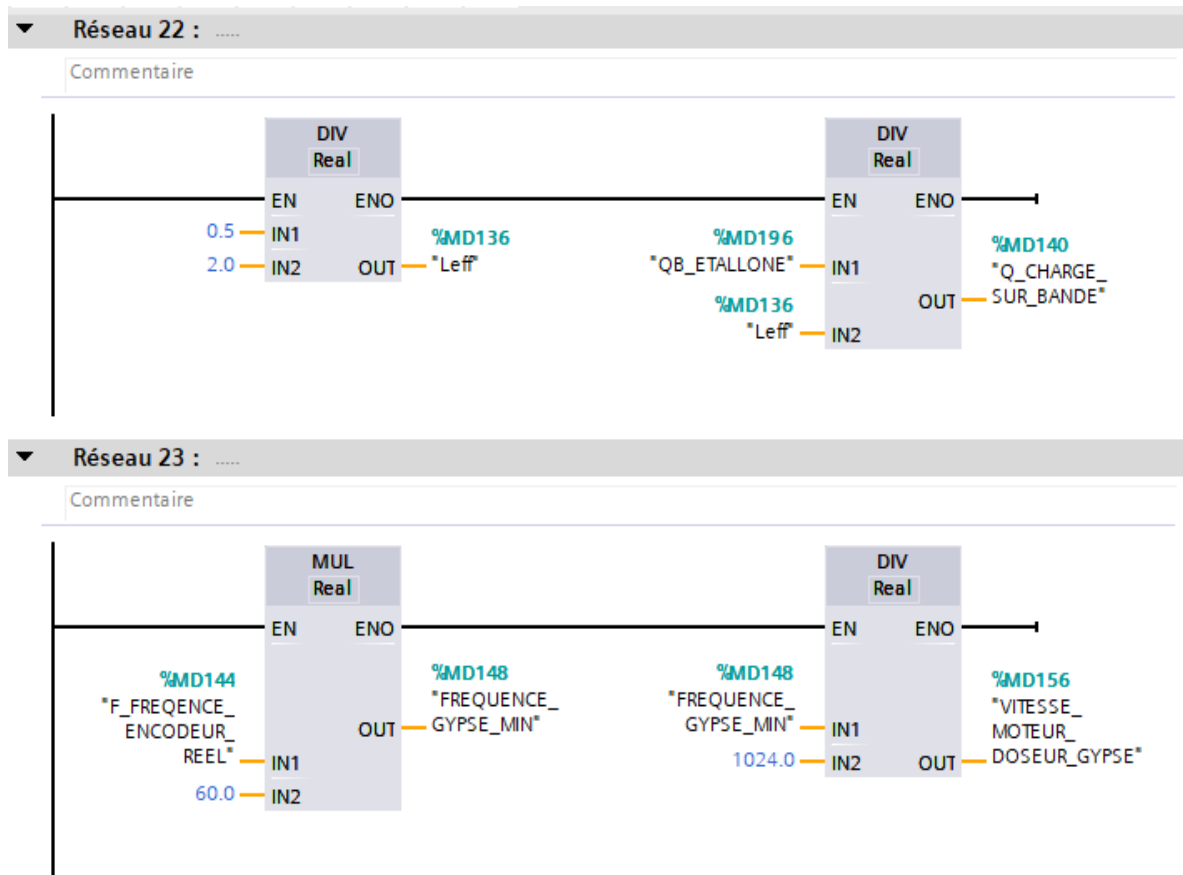 Réseau 22 : .....
Commentaire
DIV
Real
EN ENO
0.5 IN1
2.0 IN2
OUT
%MD136
"Leff"
DIV
Real
EN ENO
%MD196
"QB_ETALLONE" IN1
%MD136
"Leff" IN2
OUT
%MD140
"Q_CHARGE_
SUR_BANDE"
Réseau 23 : .....
Commentaire
MUL
Real
EN ENO
%MD144
"F_FREQENCE_
ENCODEUR_
REEL" IN1
60.0 IN2
OUT
%MD148
"FREQUENCE_
GYPSE_MIN"
DIV
Real
EN ENO
%MD148
"FREQUENCE_
GYPSE_MIN" IN1
1024.0 IN2
OUT
%MD156
"VITESSE_
MOTEUR_
DOSEUR_GYPSE"